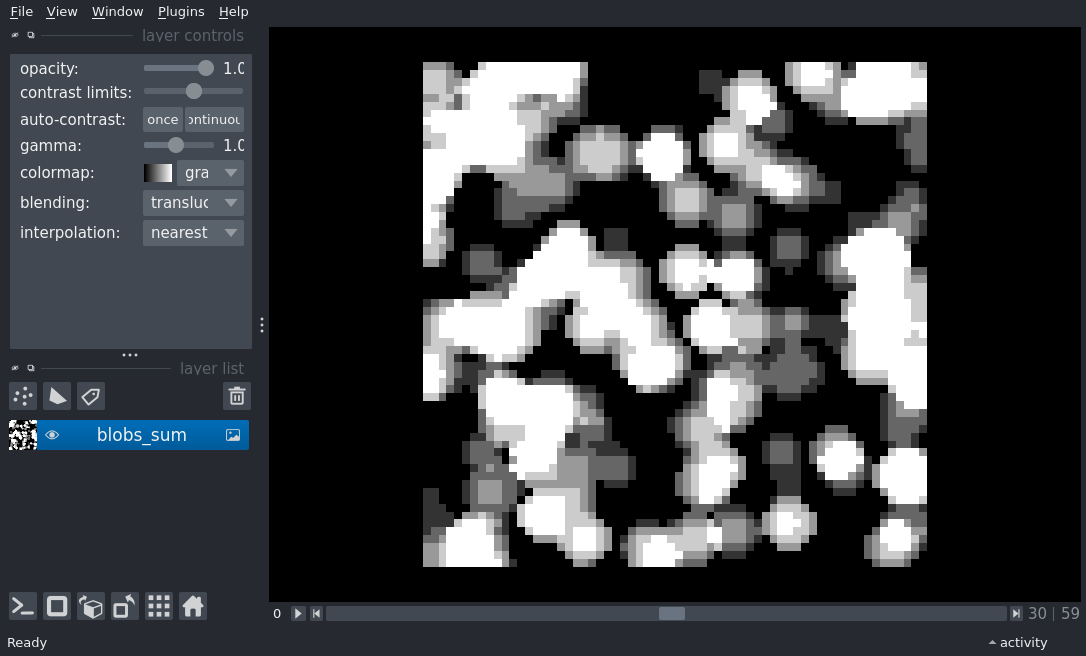 File View Window Plugins Help
layer controls
opacity: 1.0
contrast limits:
auto-contrast: once ontinuou
gamma: 1.0
colormap: gra
blending: transluc
interpolation: nearest
layer list
blobs_sum
0 30 | 59
Ready activity